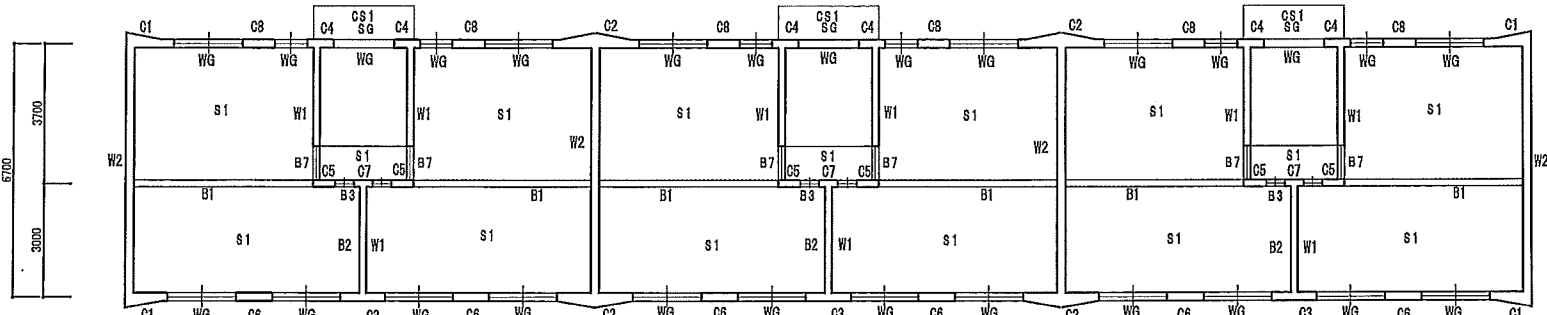 CS1 CS1 CS1
C1 C8 C4 SG C4 C8 C2 C8 C4 SG C4 C8 C2 C8 C4 SG C4 C8 C1
WG WG WG WG WG WG WG WG WG WG WG WG WG WG WG
3700 S1 W1 W1 S1 S1 W1 W1 S1 S1 W1 W1 S1
6700 W2 W2 W2 W2
S1 S1 S1
B7 B7 B7 B7 B7 B7
C5 C7 C5 C5 C7 C5 C5 C7 C5
B1 B3 B1 B1 B3 B1 B1 B3 B1
3000 S1 B2 W1 S1 S1 B2 W1 S1 S1 B2 W1 S1
C1 WG C6 WG C3 WG C6 WG C2 WG C6 WG C3 WG C6 WG C2 WG C6 WG C3 WG C6 WG C1